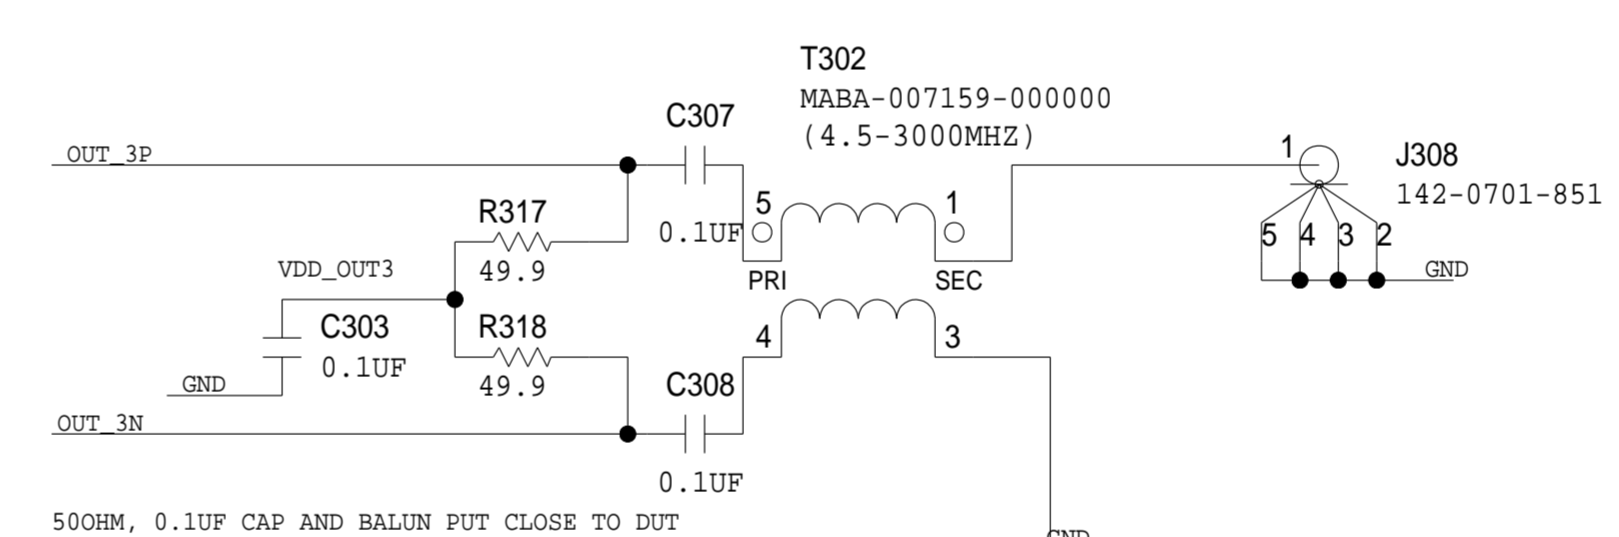 T302
MABA-007159-000000
(4.5-3000MHZ)
C307
OUT_3P
1
J308
142-0701-851
R317
0.1UF
5
1
5
4
3
2
49.9
VDD_OUT3
PRI
SEC
GND
C303
R318
4
3
0.1UF
GND
49.9
C308
OUT_3N
0.1UF
50OHM, 0.1UF CAP AND BALUN PUT CLOSE TO DUT
GND